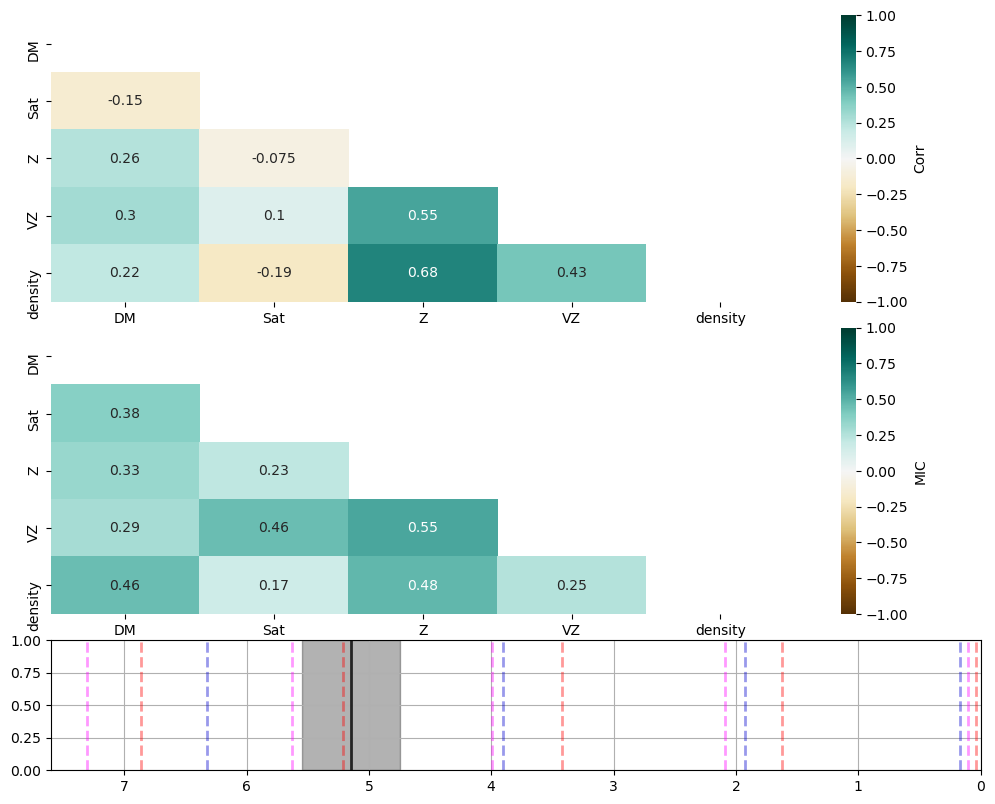 DM
Sat
Z
VZ
density
-0.15
0.26
-0.075
0.3
0.1
0.55
0.22
-0.19
0.68
0.43
DM
Sat
Z
VZ
density
1.00
0.75
0.50
0.25
0.00
−0.25
−0.50
−0.75
−1.00
Corr
DM
Sat
Z
VZ
density
0.38
0.33
0.23
0.29
0.46
0.55
0.46
0.17
0.48
0.25
DM
Sat
Z
VZ
density
1.00
0.75
0.50
0.25
0.00
−0.25
−0.50
−0.75
−1.00
MIC
1.00
0.75
0.50
0.25
0.00
7
6
5
4
3
2
1
0